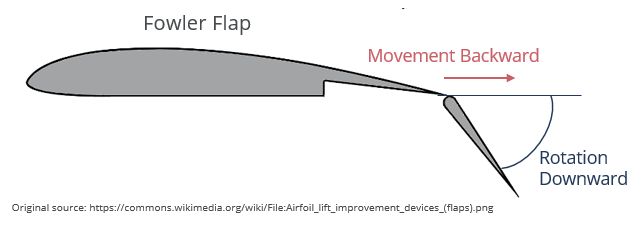 Fowler Flap
Movement Backward
Rotation
Downward
Original source: https://commons.wikimedia.org/wiki/File:Airfoil_lift_improvement_devices_(flaps).png